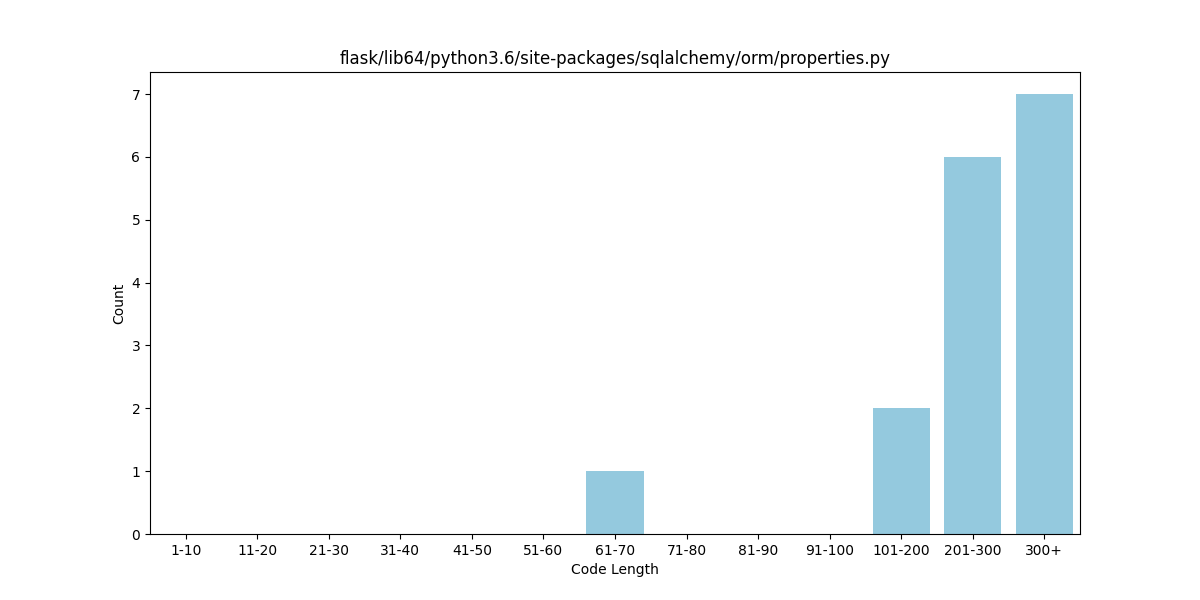 flask/lib64/python3.6/site-packages/sqlalchemy/orm/properties.py
7
6
5
4
3
2
1
0
Count
1-10 11-20 21-30 31-40 41-50 51-60 61-70 71-80 81-90 91-100 101-200 201-300 300+
Code Length